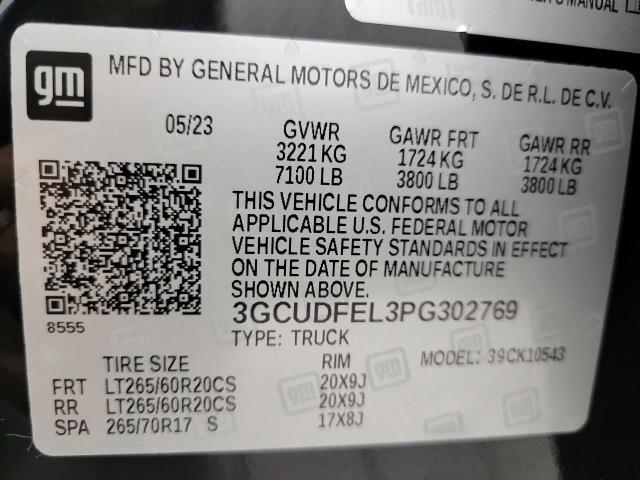 ER'S MANUAL
gm
MFD BY GENERAL MOTORS DE MEXICO, S. DE R.L. DE C.V.
05/23 GVWR GAWR FRT GAWR RR
3221 KG 1724 KG 1724 KG
7100 LB 3800 LB 3800 LB
THIS VEHICLE CONFORMS TO ALL
APPLICABLE U.S. FEDERAL MOTOR
VEHICLE SAFETY STANDARDS IN EFFECT
ON THE DATE OF MANUFACTURE
SHOWN ABOVE.
8555
3GCUDFEL3PG302769
TYPE: TRUCK MODEL: 39CK10543
TIRE SIZE RIM
FRT LT265/60R20CS 20X9J
RR LT265/60R20CS 20X9J
SPA 265/70R17 S 17X8J